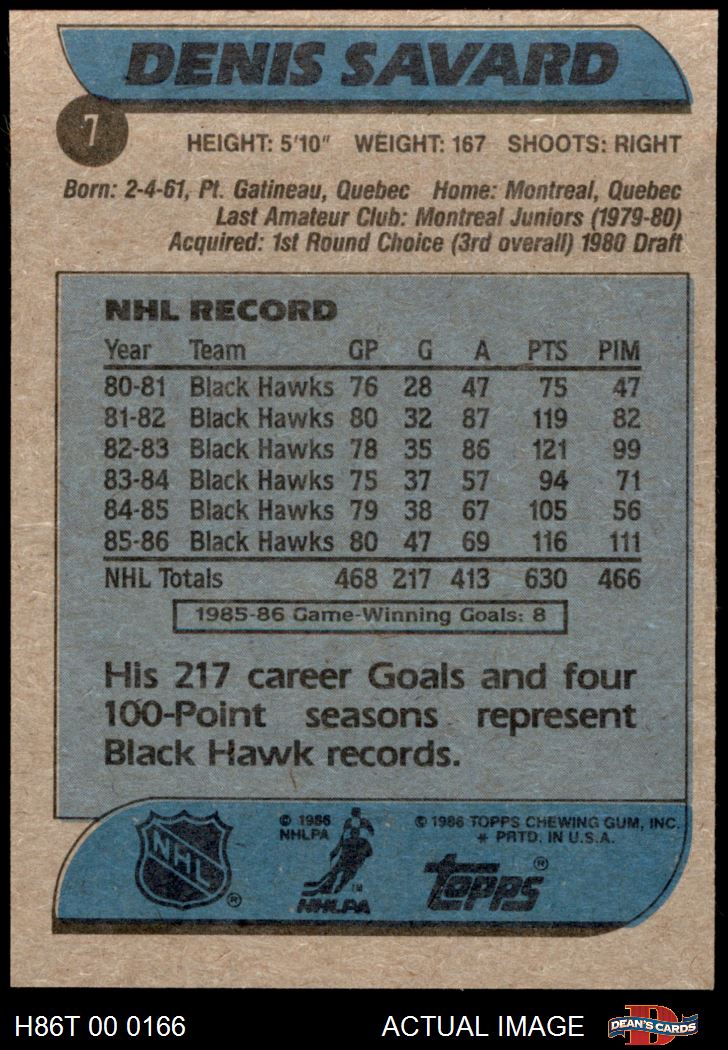 DENIS SAVARD
7
HEIGHT: 5'10" WEIGHT: 167 SHOOTS: RIGHT
Born: 2-4-61, Pt. Gatineau, Quebec Home: Montreal, Quebec
Last Amateur Club: Montreal Juniors (1979-80)
Acquired: 1st Round Choice (3rd overall) 1980 Draft
NHL RECORD
Year Team GP G A PTS PIM
80-81 Black Hawks 76 28 47 75 47
81-82 Black Hawks 80 32 87 119 82
82-83 Black Hawks 78 35 86 121 99
83-84 Black Hawks 75 37 57 94 71
84-85 Black Hawks 79 38 67 105 56
85-86 Black Hawks 80 47 69 116 111
NHL Totals 468 217 413 630 466
1985-86 Game-Winning Goals: 8
His 217 career Goals and four
100-Point seasons represent
Black Hawk records.
NHL ®
© 1986
NHLPA
TM
NHLPA
© 1986 TOPPS CHEWING GUM, INC.
* PRTD. IN U.S.A.
TOPPS ®
H86T 00 0166 ACTUAL IMAGE
D
DEAN'S CARDS